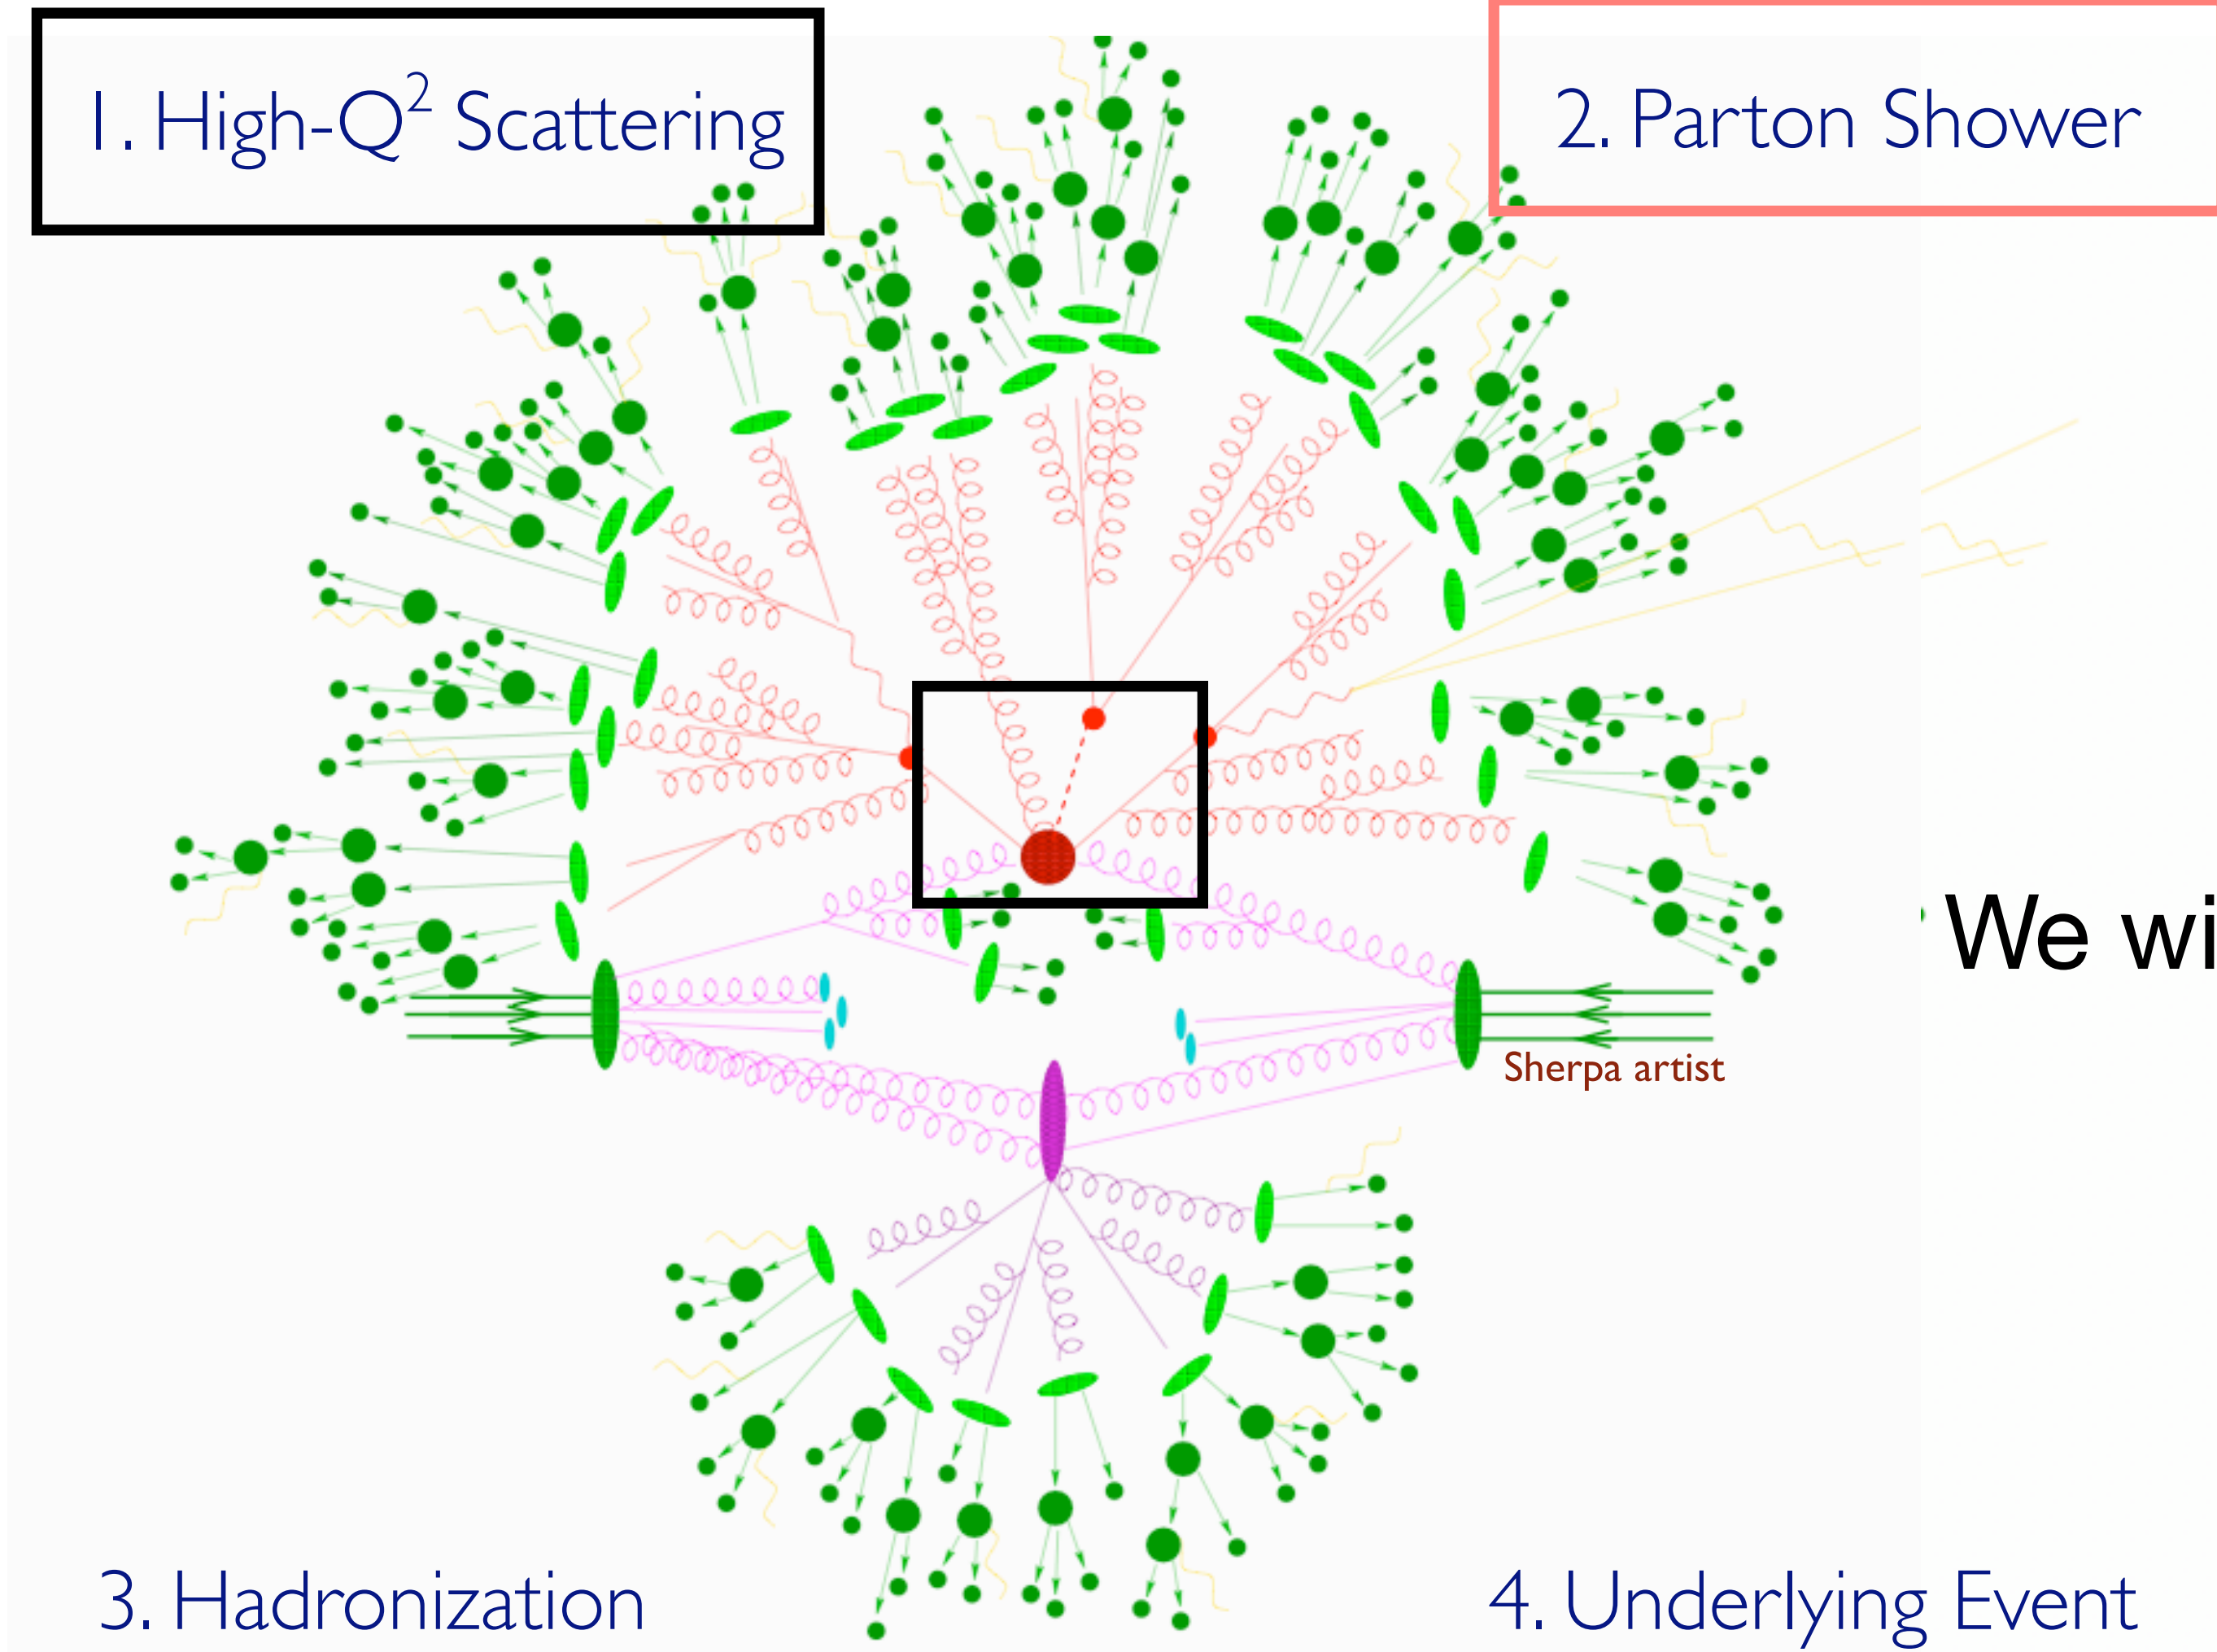 1. High-Q² Scattering
2. Parton Shower
We wi
Sherpa artist
3. Hadronization
4. Underlying Event